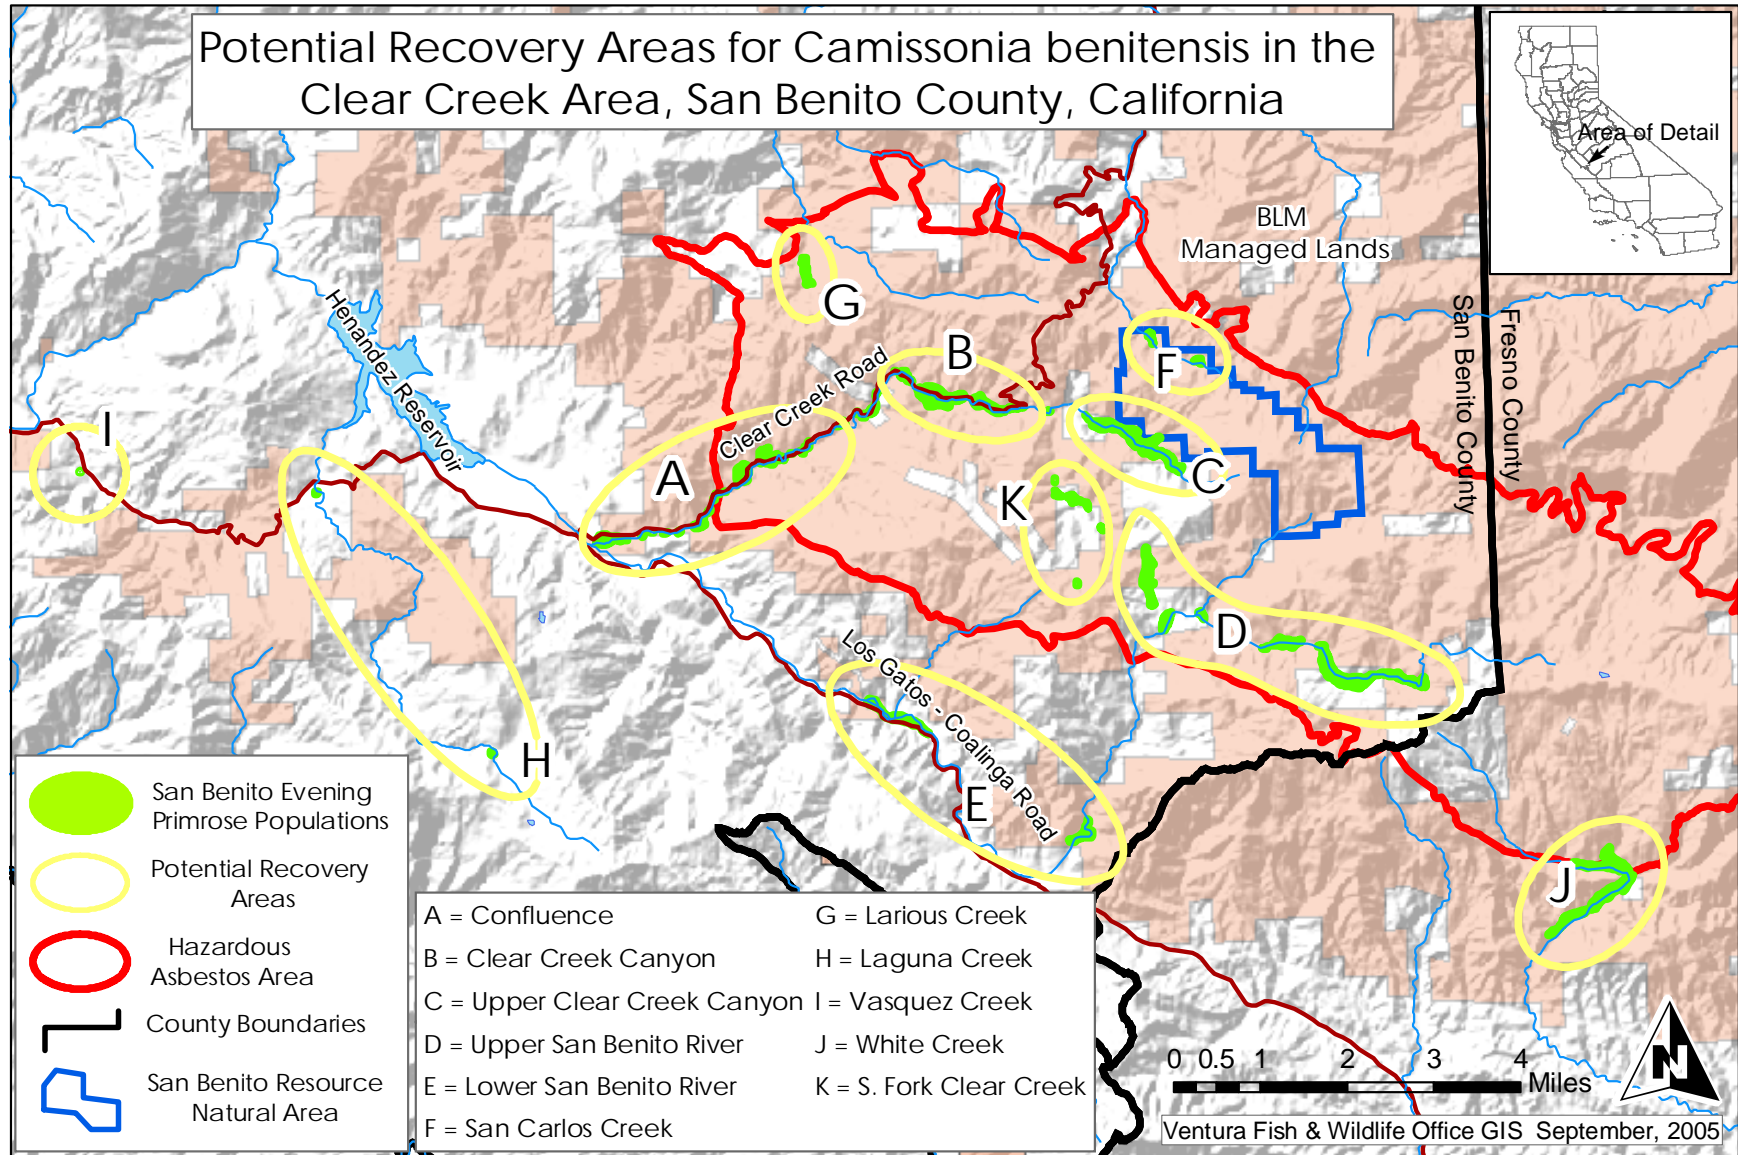 Potential Recovery Areas for Camissonia benitensis in the
Clear Creek Area, San Benito County, California
Area of Detail
BLM
Managed Lands
San Benito County
Fresno County
Henandez Reservoir
Clear Creek Road
Los Gatos - Coalinga Road
A
B
C
D
E
F
G
H
I
J
K
San Benito Evening
Primrose Populations
Potential Recovery
Areas
Hazardous
Asbestos Area
County Boundaries
San Benito Resource
Natural Area
A = Confluence
B = Clear Creek Canyon
C = Upper Clear Creek Canyon
D = Upper San Benito River
E = Lower San Benito River
F = San Carlos Creek
G = Larious Creek
H = Laguna Creek
I = Vasquez Creek
J = White Creek
K = S. Fork Clear Creek
0 0.5 1 2 3 4
Miles
N
Ventura Fish & Wildlife Office GIS September, 2005